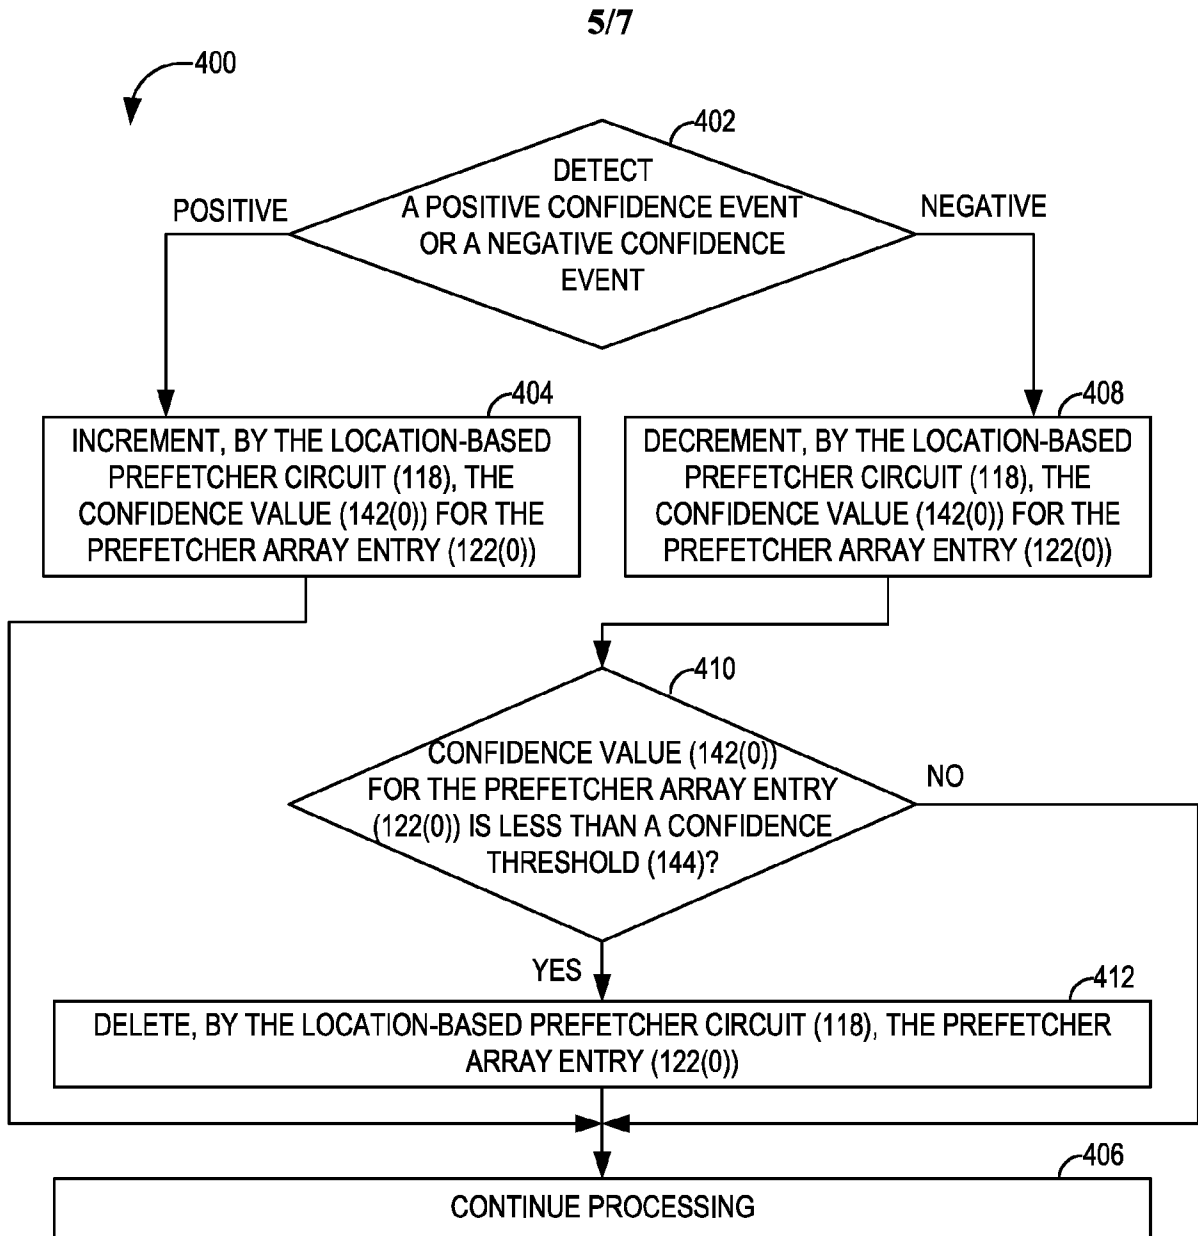 5/7
400
402
DETECT
A POSITIVE CONFIDENCE EVENT
OR A NEGATIVE CONFIDENCE
EVENT
POSITIVE
NEGATIVE
404
INCREMENT, BY THE LOCATION-BASED
PREFETCHER CIRCUIT (118), THE
CONFIDENCE VALUE (142(0)) FOR THE
PREFETCHER ARRAY ENTRY (122(0))
408
DECREMENT, BY THE LOCATION-BASED
PREFETCHER CIRCUIT (118), THE
CONFIDENCE VALUE (142(0)) FOR THE
PREFETCHER ARRAY ENTRY (122(0))
410
CONFIDENCE VALUE (142(0))
FOR THE PREFETCHER ARRAY ENTRY
(122(0)) IS LESS THAN A CONFIDENCE
THRESHOLD (144)?
NO
YES
412
DELETE, BY THE LOCATION-BASED PREFETCHER CIRCUIT (118), THE PREFETCHER
ARRAY ENTRY (122(0))
406
CONTINUE PROCESSING